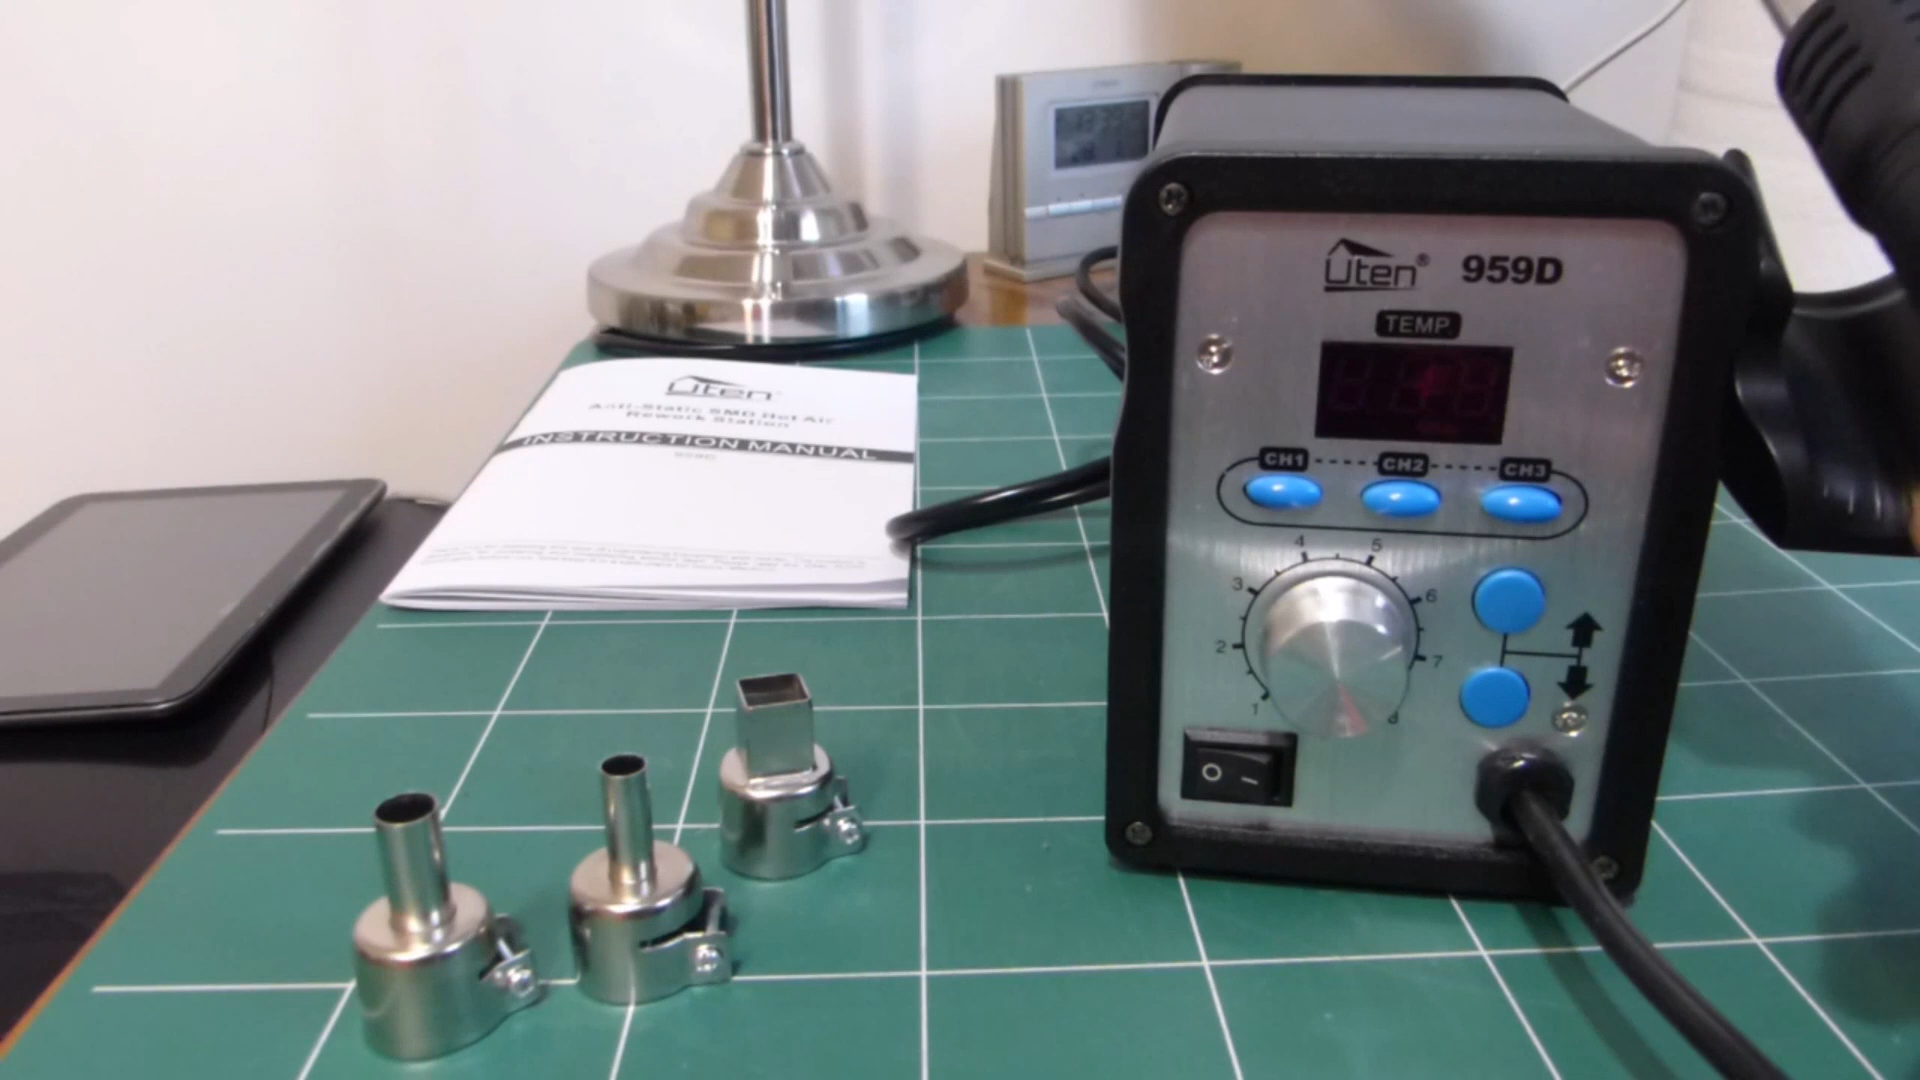 Uten® 959D
TEMP.
CH1 CH2 CH3
4 5
3 6
2 7
1 8
Uten
Anti-Static SMD Hot Air
Rework Station
INSTRUCTION MANUAL
959D